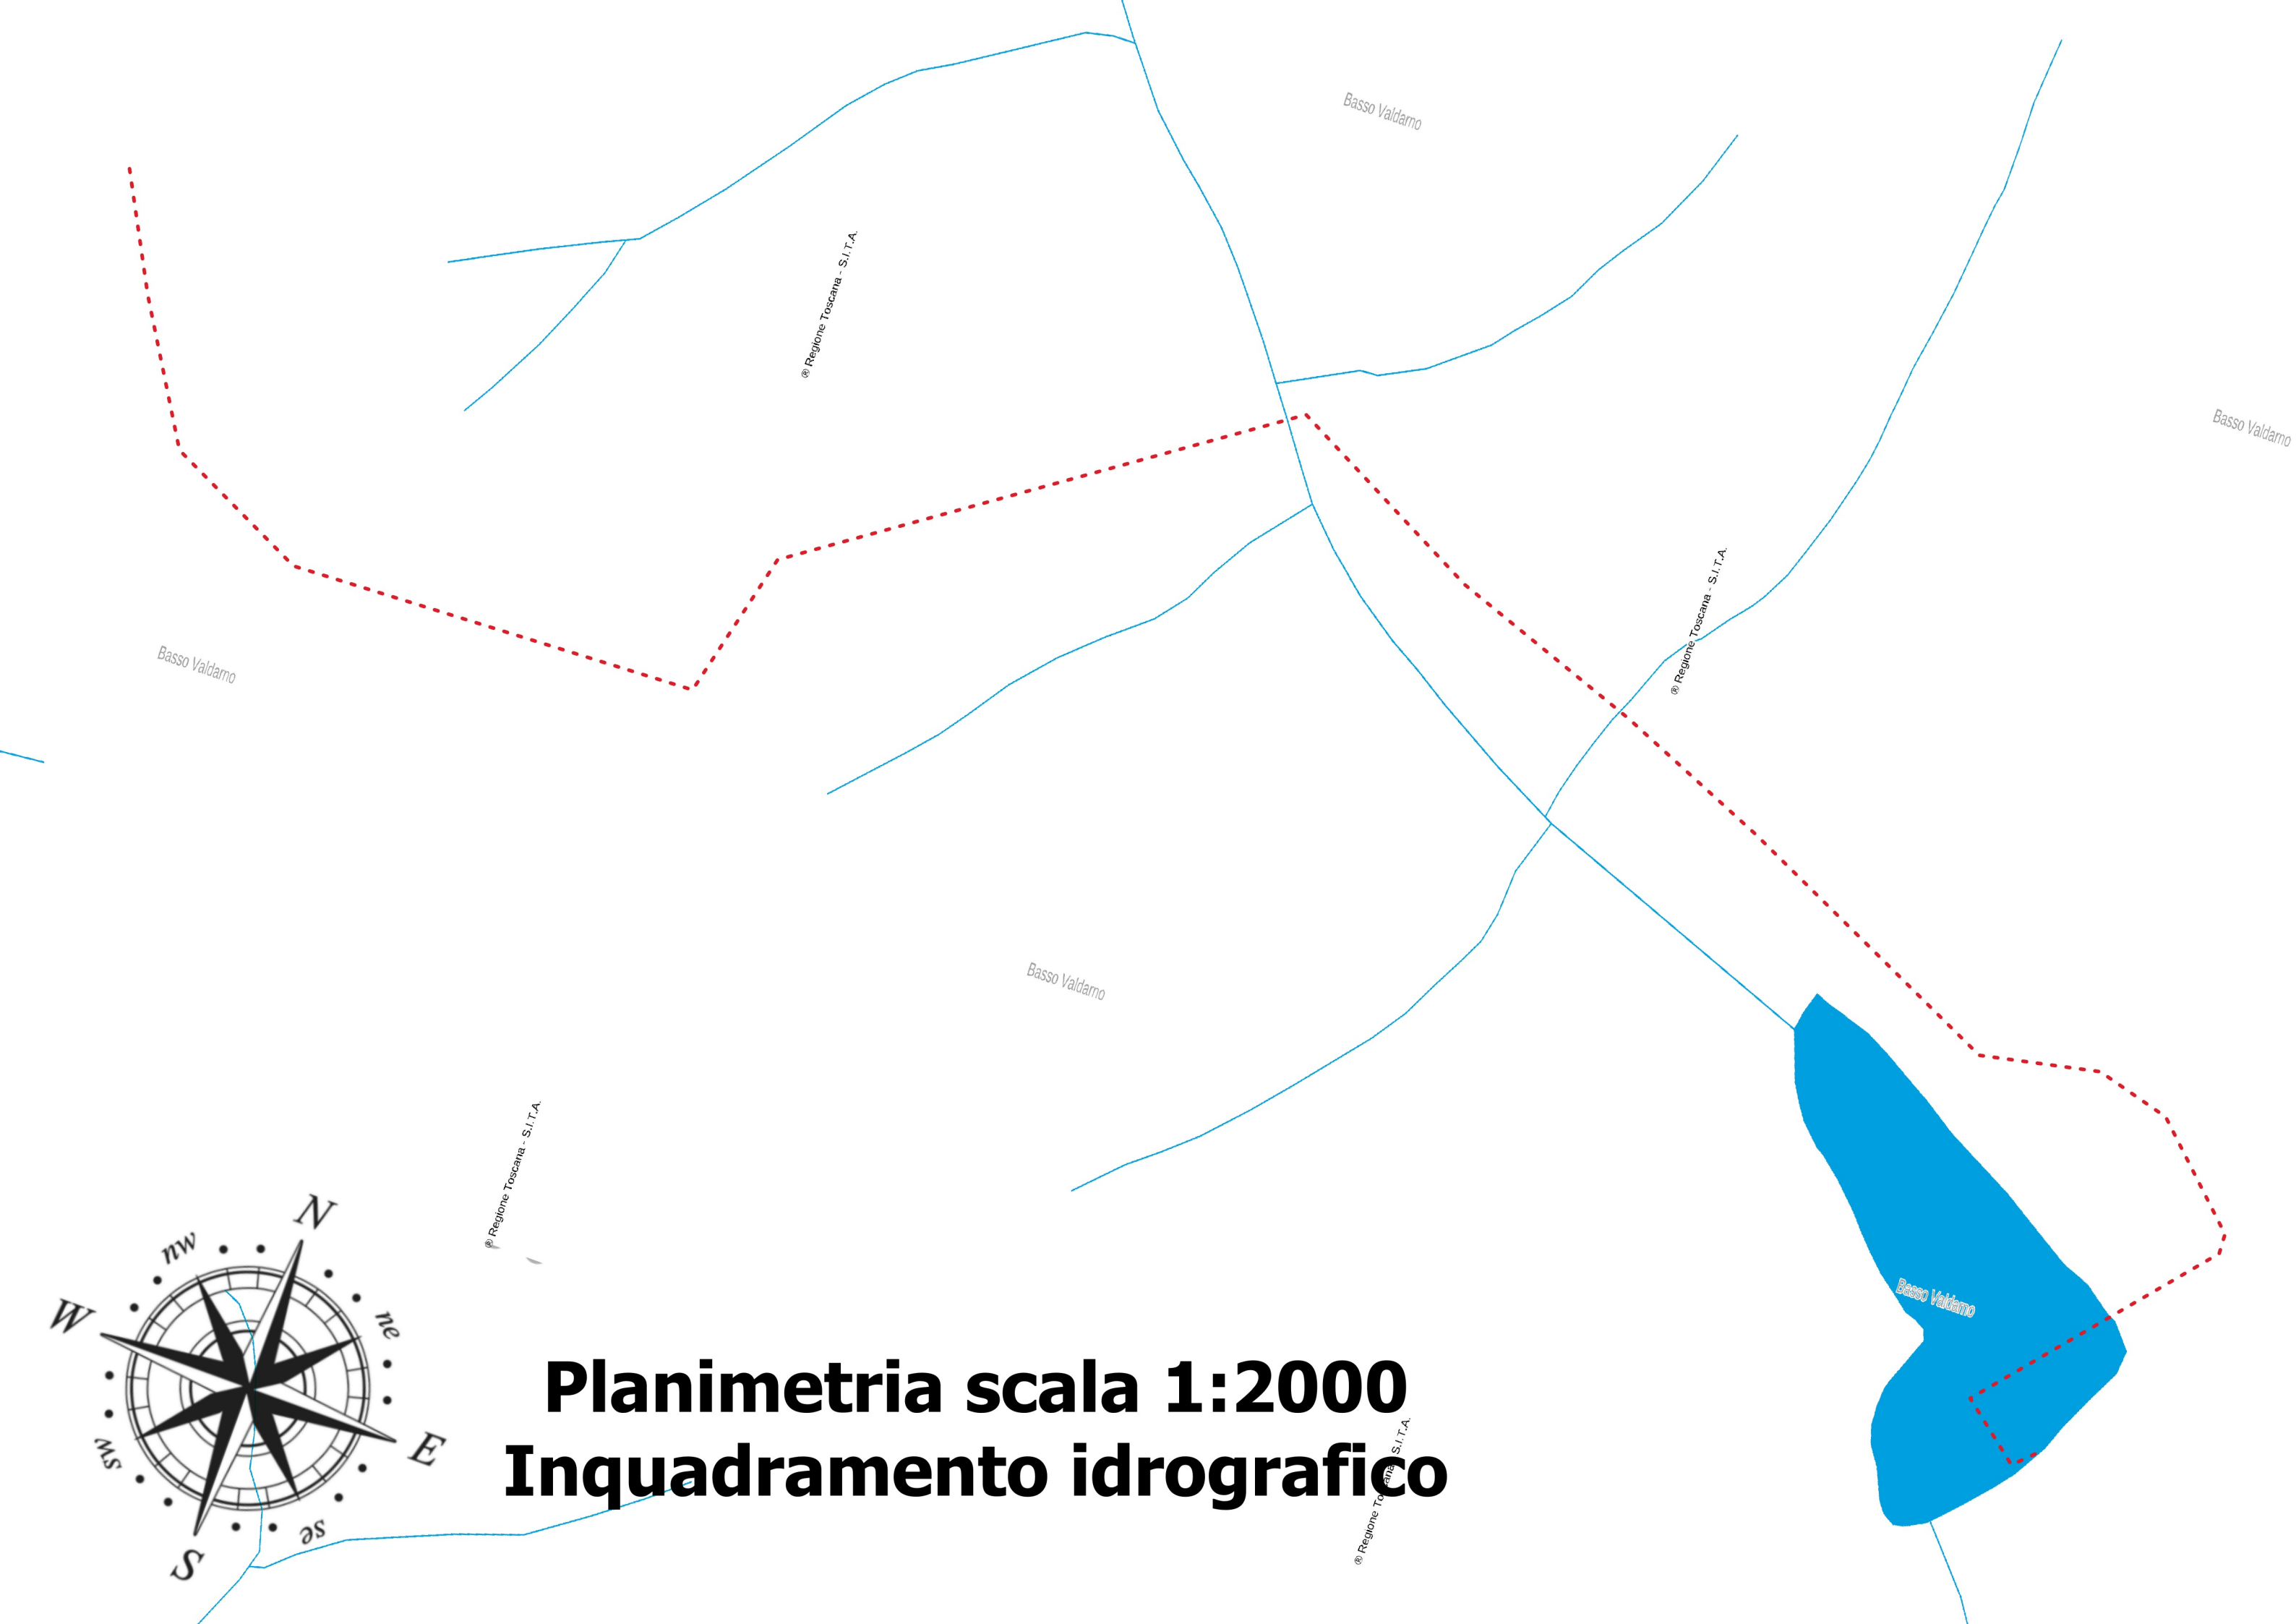 Basso Valdarno
® Regione Toscana - S.I.T.A.
Basso Valdarno
® Regione Toscana - S.I.T.A.
Basso Valdarno
Basso Valdarno
® Regione Toscana - S.I.T.A.
Basso Valdarno
N
nw
ne
W
E
sw
se
S
Planimetria scala 1:2000
Inquadramento idrografico
® Regione Toscana - S.I.T.A.